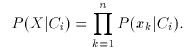 P(X|C_i) = \prod_{k=1}^{n} P(x_k|C_i).